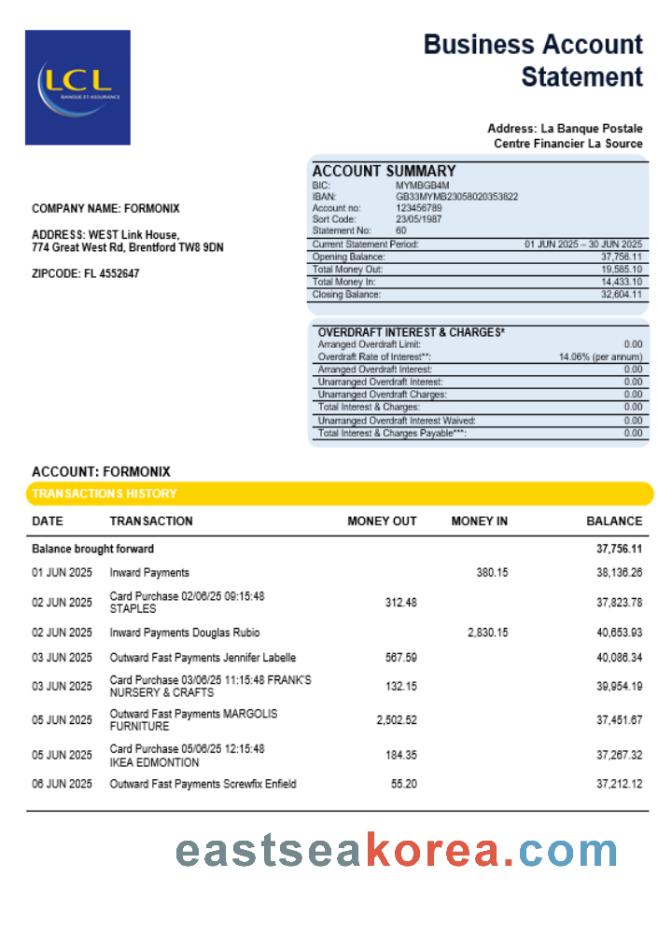 LCL
BANQUE ET ASSURANCE
Business Account
Statement
Address: La Banque Postale
Centre Financier La Source
COMPANY NAME: FORMONIX
ADDRESS: WEST Link House,
774 Great West Rd, Brentford TW8 9DN
ZIPCODE: FL 4552647
ACCOUNT SUMMARY
BIC: MYMBGB4M
IBAN: GB33MYMB23058020353822
Account no: 123456789
Sort Code: 23/05/1987
Statement No: 60
Current Statement Period: 01 JUN 2025 – 30 JUN 2025
Opening Balance: 37,756.11
Total Money Out: 19,585.10
Total Money In: 14,433.10
Closing Balance: 32,604.11
OVERDRAFT INTEREST & CHARGES*
Arranged Overdraft Limit: 0.00
Overdraft Rate of Interest**: 14.06% (per annum)
Arranged Overdraft Interest: 0.00
Unarranged Overdraft Interest: 0.00
Unarranged Overdraft Charges: 0.00
Total Interest & Charges: 0.00
Unarranged Overdraft Interest Waived: 0.00
Total Interest & Charges Payable***: 0.00
ACCOUNT: FORMONIX
TRANSACTIONS HISTORY
DATE TRANSACTION MONEY OUT MONEY IN BALANCE
Balance brought forward 37,756.11
01 JUN 2025 Inward Payments 380.15 38,136.26
02 JUN 2025 Card Purchase 02/06/25 09:15:48 312.48 37,823.78
STAPLES
02 JUN 2025 Inward Payments Douglas Rubio 2,830.15 40,653.93
03 JUN 2025 Outward Fast Payments Jennifer Labelle 567.59 40,086.34
03 JUN 2025 Card Purchase 03/06/25 11:15:48 FRANK'S 132.15 39,954.19
NURSERY & CRAFTS
05 JUN 2025 Outward Fast Payments MARGOLIS 2,502.52 37,451.67
FURNITURE
05 JUN 2025 Card Purchase 05/06/25 12:15:48 184.35 37,267.32
IKEA EDMONTION
06 JUN 2025 Outward Fast Payments Screwfix Enfield 55.20 37,212.12
eastseakorea.com